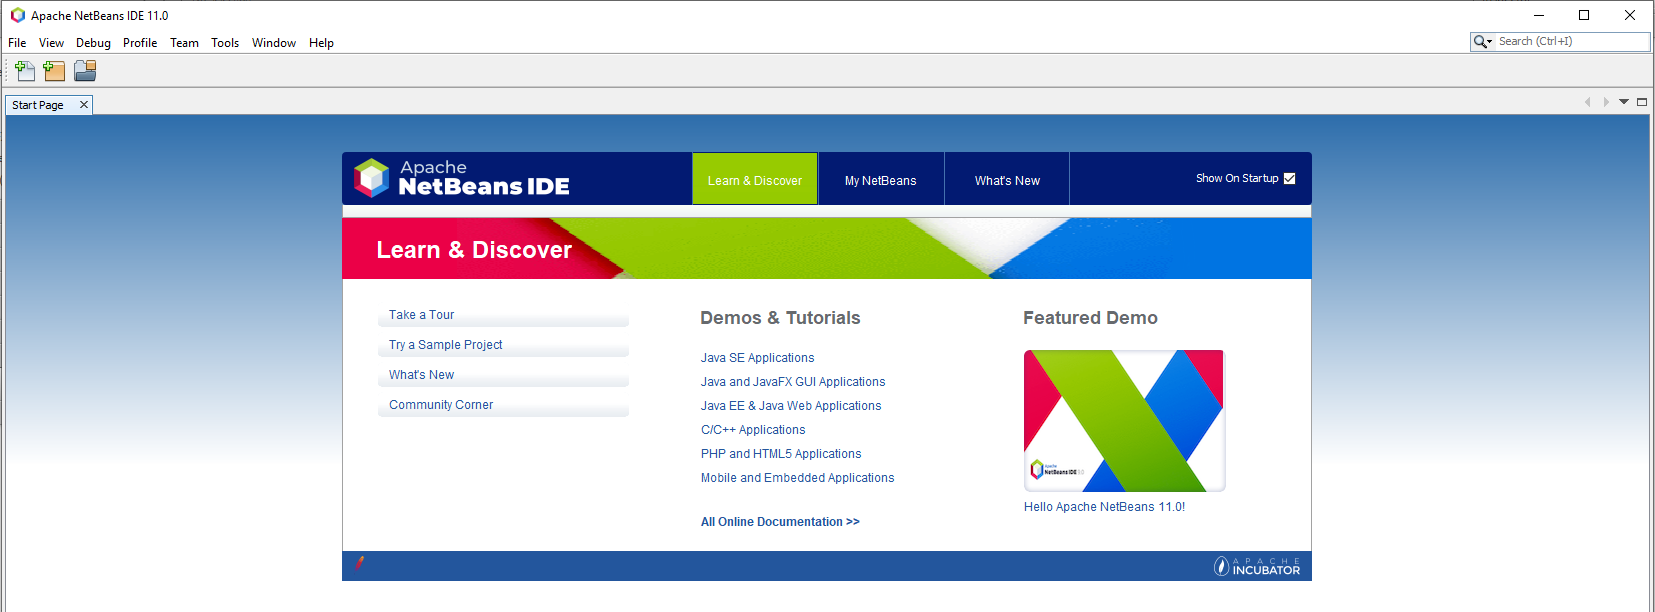 Apache NetBeans IDE 11.0
File View Debug Profile Team Tools Window Help
Search (Ctrl+I)
Start Page
Apache
NetBeans IDE
Learn & Discover
My NetBeans
What's New
Show On Startup
Learn & Discover
Take a Tour
Try a Sample Project
What's New
Community Corner
Demos & Tutorials
Java SE Applications
Java and JavaFX GUI Applications
Java EE & Java Web Applications
C/C++ Applications
PHP and HTML5 Applications
Mobile and Embedded Applications
All Online Documentation >>
Featured Demo
Apache
NetBeans IDE
Hello Apache NetBeans 11.0!
APACHE
INCUBATOR